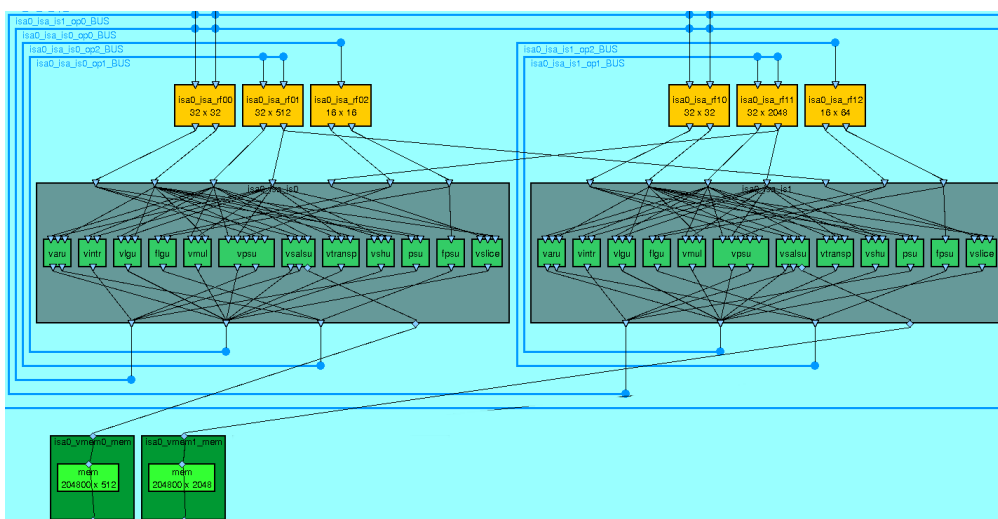 isa0_isa_is1_op0_BUS
isa0_isa_is0_op0_BUS
isa0_isa_is0_op2_BUS
isa0_isa_is0_op1_BUS
isa0_isa_is1_op2_BUS
isa0_isa_is1_op1_BUS
isa0_isa_rf00
32 x 32
isa0_isa_rf01
32 x 512
isa0_isa_rf02
16 x 16
isa0_isa_rf10
32 x 32
isa0_isa_rf11
32 x 2048
isa0_isa_rf12
16 x 64
isa0_isa_is0
varu vintr vlgu flgu vmul vpsu vsalsu vtransp vshu psu fpsu vslice
isa0_isa_is1
varu vintr vlgu flgu vmul vpsu vsalsu vtransp vshu psu fpsu vslice
isa0_vmem0_mem
mem
204800 x 512
isa0_vmem1_mem
mem
204800 x 2048